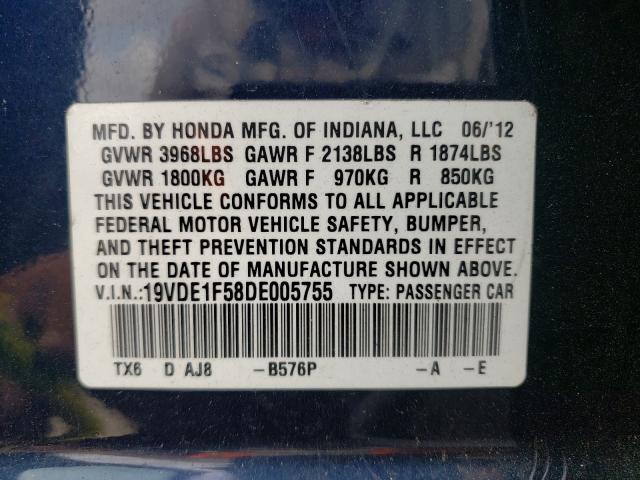 MFD. BY HONDA MFG. OF INDIANA, LLC 06/'12
GVWR 3968LBS GAWR F 2138LBS R 1874LBS
GVWR 1800KG GAWR F 970KG R 850KG
THIS VEHICLE CONFORMS TO ALL APPLICABLE
FEDERAL MOTOR VEHICLE SAFETY, BUMPER,
AND THEFT PREVENTION STANDARDS IN EFFECT
ON THE DATE OF MANUFACTURE SHOWN ABOVE.
V.I.N.:19VDE1F58DE005755 TYPE: PASSENGER CAR
TX6 D AJ8 -B576P -A -E